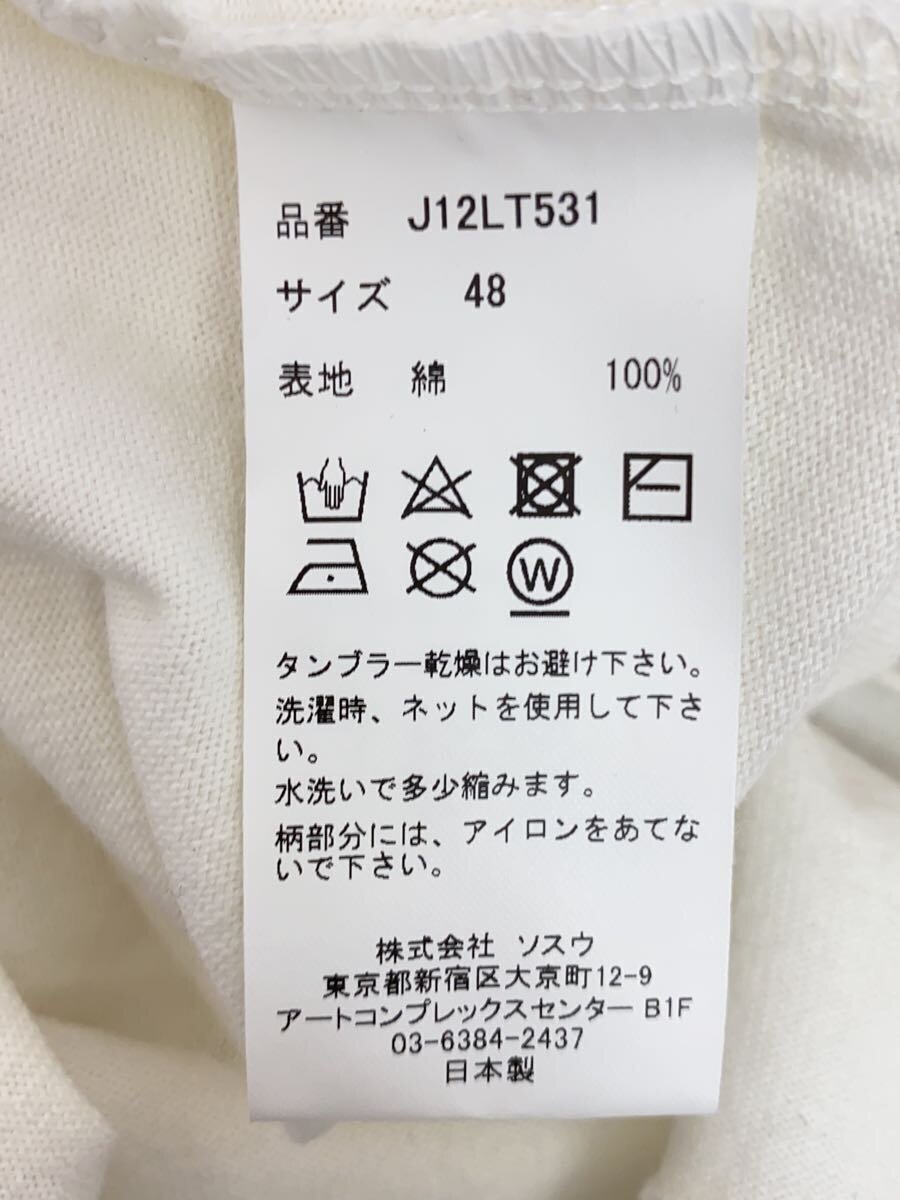 品番 J12LT531
サイズ 48
表地 綿 100%
W
タンブラー乾燥はお避け下さい。
洗濯時、ネットを使用して下さ
い。
水洗いで多少縮みます。
柄部分には、アイロンをあてな
いで下さい。
株式会社 ソスウ
東京都新宿区大京町12-9
アートコンプレックスセンター B1F
03-6384-2437
日本製